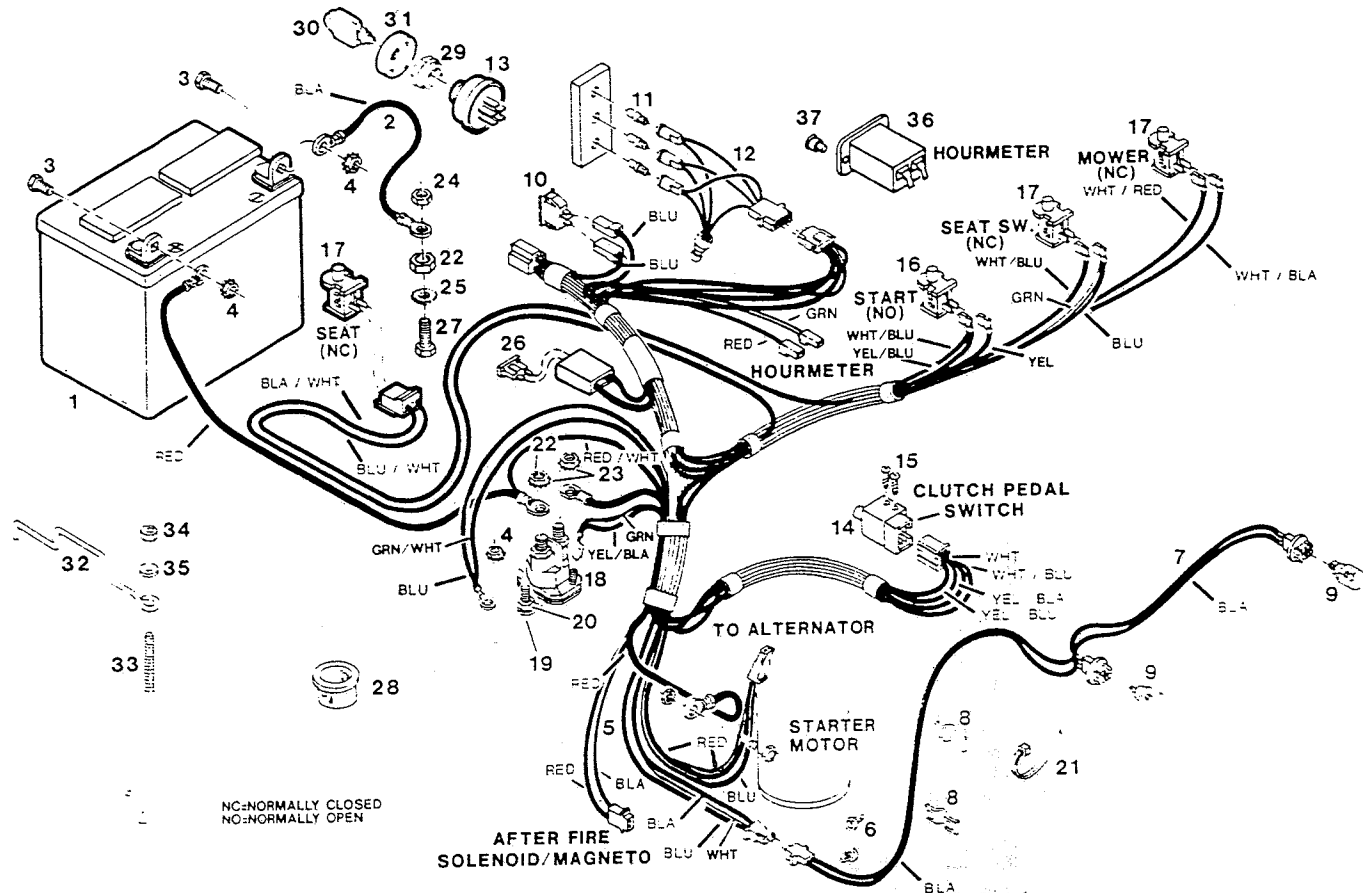 30
31
29
13
3
BLA
2
11
37
36
HOURMETER
17
MOWER
(NC)
WHT / RED
3
4
24
10
12
BLU
BLU
17
SEAT SW.
(NC)
WHT/BLU
WHT / BLA
17
22
25
27
4
SEAT
(NC)
16
START
(NO)
WHT/BLU
YEL/BLU
GRN
YEL
BLU
GRN
RED
HOURMETER
26
1
BLA / WHT
RED
BLU / WHT
22
RED / WHT
23
15
CLUTCH PEDAL
SWITCH
14
34
35
32
33
GRN/WHT
4
GRN
YEL/BLA
BLU
18
20
19
WHT
WHT / BLU
YEL BLA
YEL BLU
7
BLA
9
TO ALTERNATOR
28
RED
5
RED
STARTER
MOTOR
9
8
21
RED
BLA
BLU
8
NC=NORMALLY CLOSED
NO=NORMALLY OPEN
BLA
6
AFTER FIRE
SOLENOID/MAGNETO
BLU
WHT
BLA